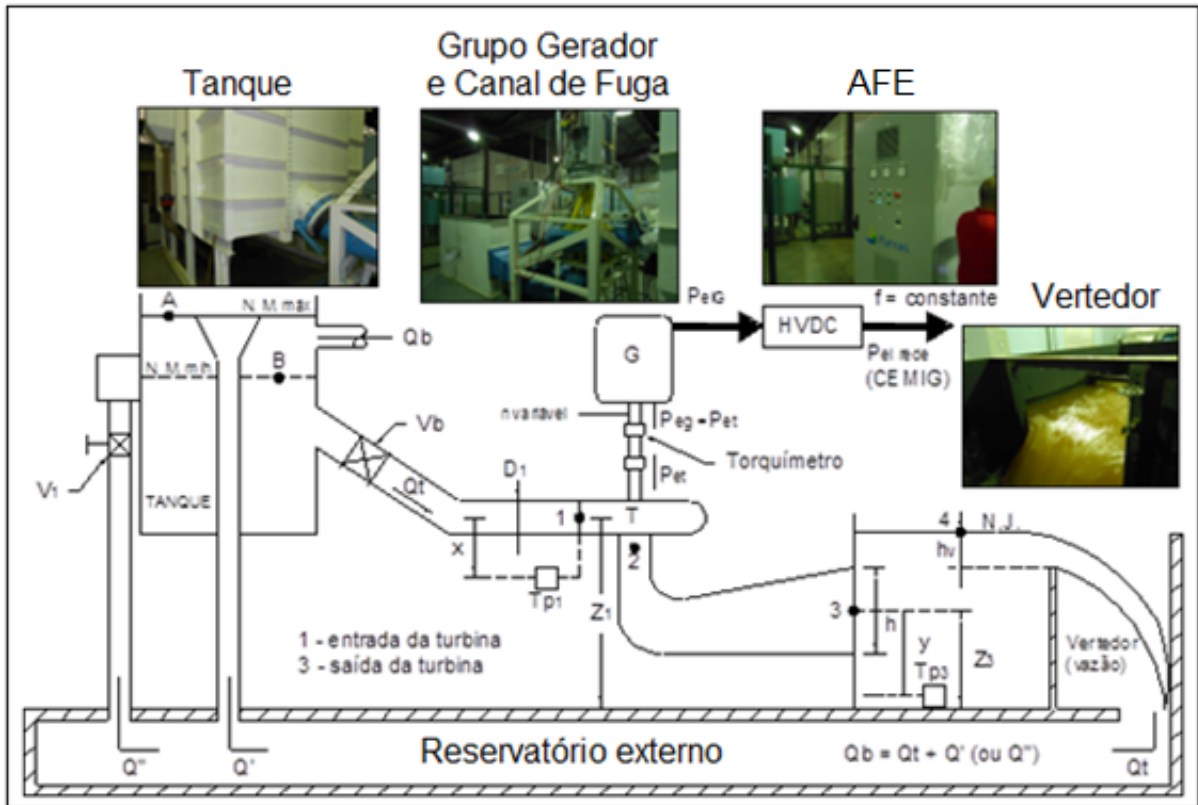 Tanque
Grupo Gerador
e Canal de Fuga
AFE
Vertedor
A
N. M. máx
Qb
B
N. M. mín
V1
TANQUE
Vb
Qt
D1
1
x
Tp1
Z1
T
2
G
n variável
Peg = Pet
Torquímetro
Pet
PelG
HVDC
f = constante
Pel rede
(CEMIG)
4
N.J.
hv
3
h
y
Tp3
Z3
Vertedor
(vazão)
1 - entrada da turbina
3 - saída da turbina
Reservatório externo
Qb = Qt + Q' (ou Q")
Q"
Q'
Qt